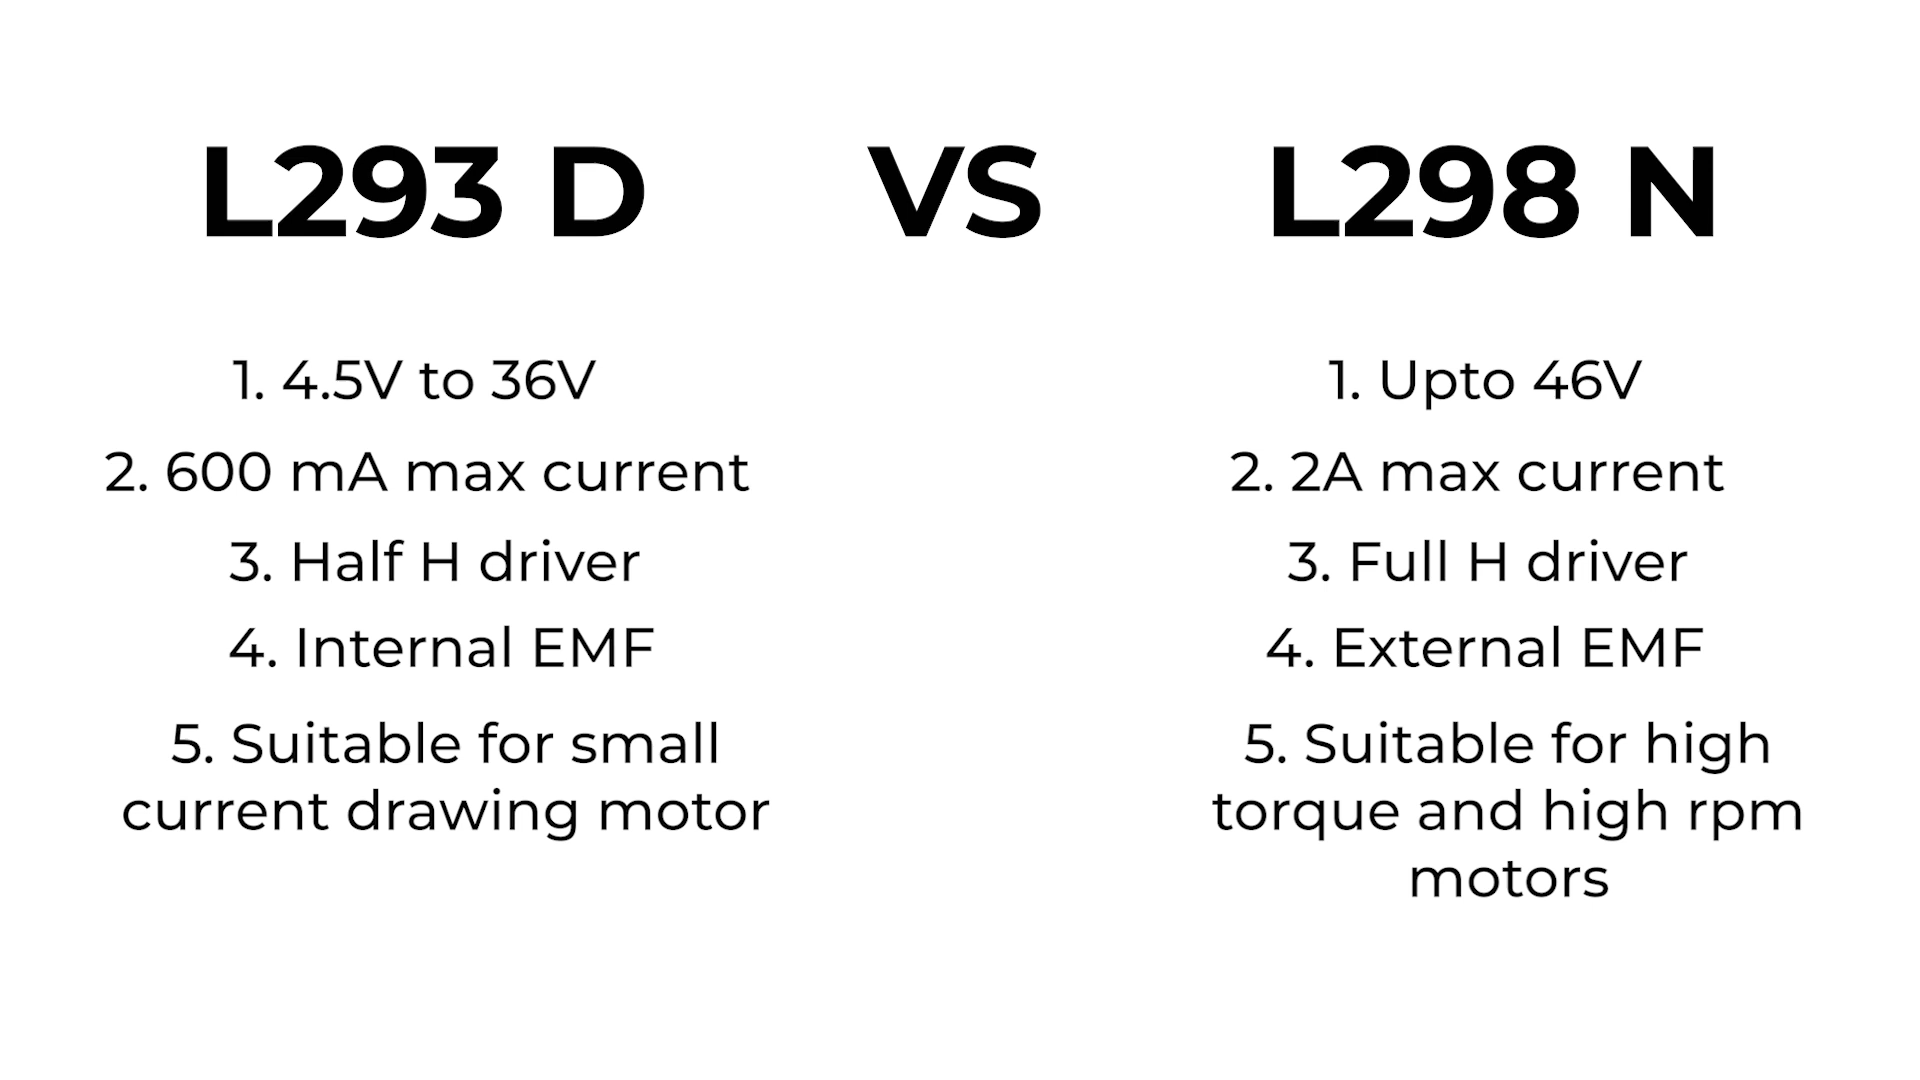 L293 D VS L298 N
1. 4.5V to 36V
2. 600 mA max current
3. Half H driver
4. Internal EMF
5. Suitable for small
current drawing motor
1. Upto 46V
2. 2A max current
3. Full H driver
4. External EMF
5. Suitable for high
torque and high rpm
motors